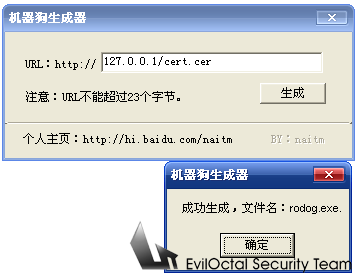 机器狗生成器
URL：http:// 127.0.0.1/cert.cer
注意：URL不能超过23个字节。 生成
个人主页：http://hi.baidu.com/naitm BY：naitm
机器狗生成器
成功生成，文件名：rodog.exe.
确定
EvilOctal Security Team